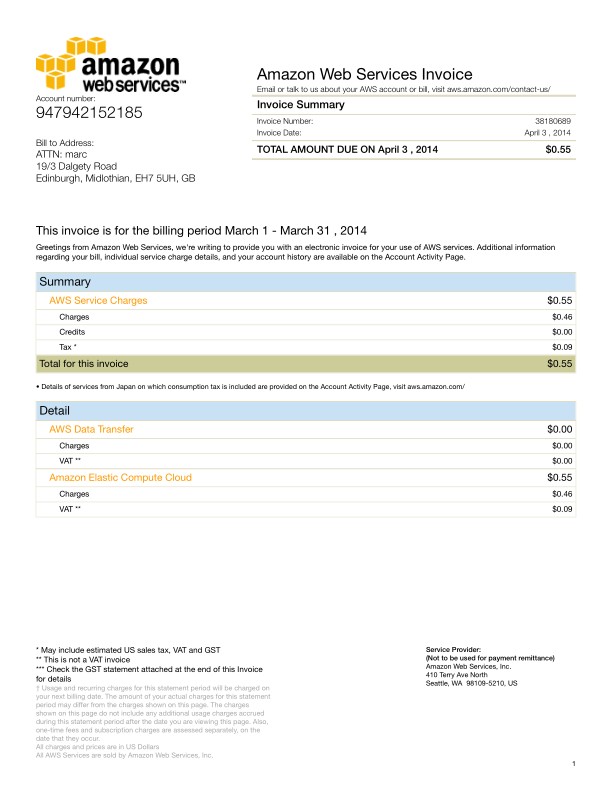 amazon
webservices™
Account number:
947942152185
Bill to Address:
ATTN: marc
19/3 Dalgety Road
Edinburgh, Midlothian, EH7 5UH, GB
Amazon Web Services Invoice
Email or talk to us about your AWS account or bill, visit aws.amazon.com/contact-us/
Invoice Summary
Invoice Number: 38180689
Invoice Date: April 3 , 2014
TOTAL AMOUNT DUE ON April 3 , 2014 $0.55
This invoice is for the billing period March 1 - March 31 , 2014
Greetings from Amazon Web Services, we're writing to provide you with an electronic invoice for your use of AWS services. Additional information
regarding your bill, individual service charge details, and your account history are available on the Account Activity Page.
Summary
AWS Service Charges $0.55
Charges $0.46
Credits $0.00
Tax * $0.09
Total for this invoice $0.55
• Details of services from Japan on which consumption tax is included are provided on the Account Activity Page, visit aws.amazon.com/
Detail
AWS Data Transfer $0.00
Charges $0.00
VAT ** $0.00
Amazon Elastic Compute Cloud $0.55
Charges $0.46
VAT ** $0.09
* May include estimated US sales tax, VAT and GST
** This is not a VAT invoice
*** Check the GST statement attached at the end of this Invoice
for details
† Usage and recurring charges for this statement period will be charged on
your next billing date. The amount of your actual charges for this statement
period may differ from the charges shown on this page. The charges
shown on this page do not include any additional usage charges accrued
during this statement period after the date you are viewing this page. Also,
one-time fees and subscription charges are assessed separately, on the
date that they occur.
All charges and prices are in US Dollars
All AWS Services are sold by Amazon Web Services, Inc.
Service Provider:
(Not to be used for payment remittance)
Amazon Web Services, Inc.
410 Terry Ave North
Seattle, WA 98109-5210, US
1